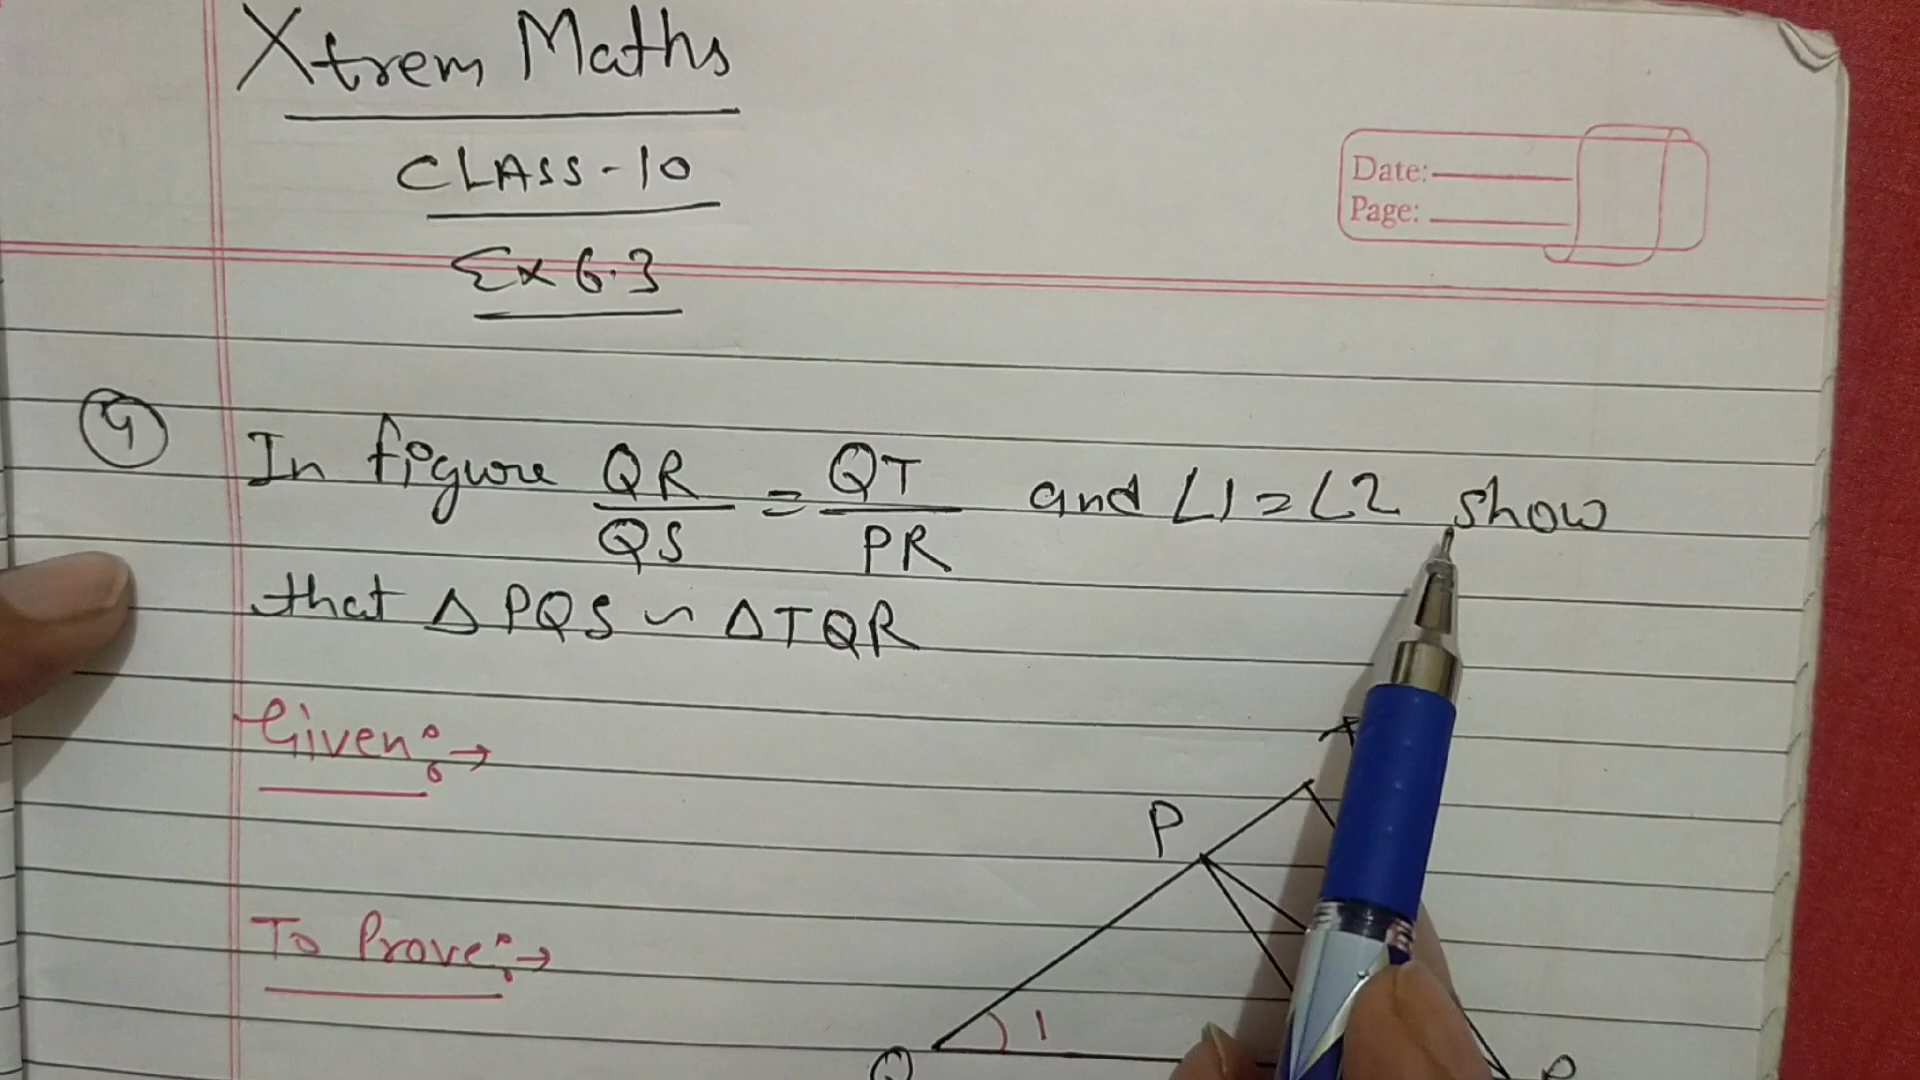 Xtrem Maths
CLASS-10
Ex 6.3
Date:
Page:
4 In figure QR/QS = QT/PR and ∠1=∠2 show
that Δ PQS ~ ΔTQR
Given:→
To Prove:→
P
1
Q